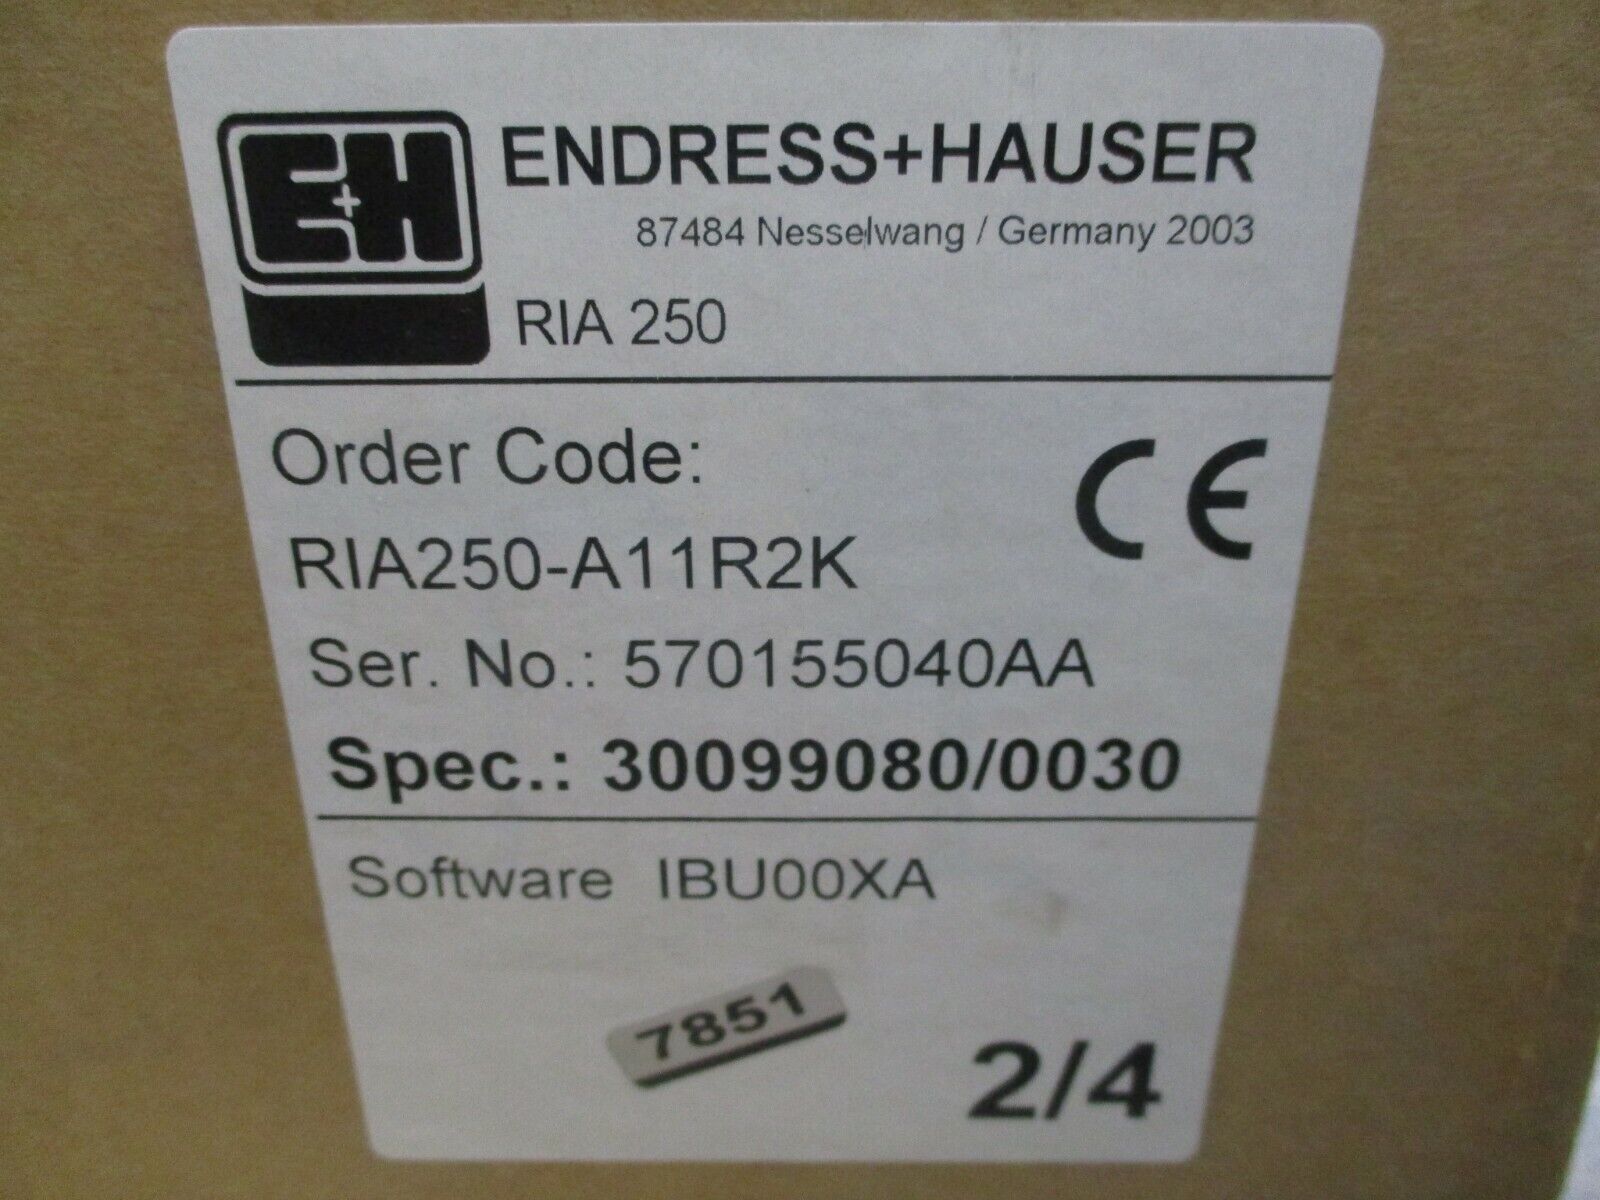 E+H
ENDRESS+HAUSER
87484 Nesselwang / Germany 2003
RIA 250
Order Code:
CE
RIA250-A11R2K
Ser. No.: 570155040AA
Spec.: 30099080/0030
Software IBU00XA
7851
2/4